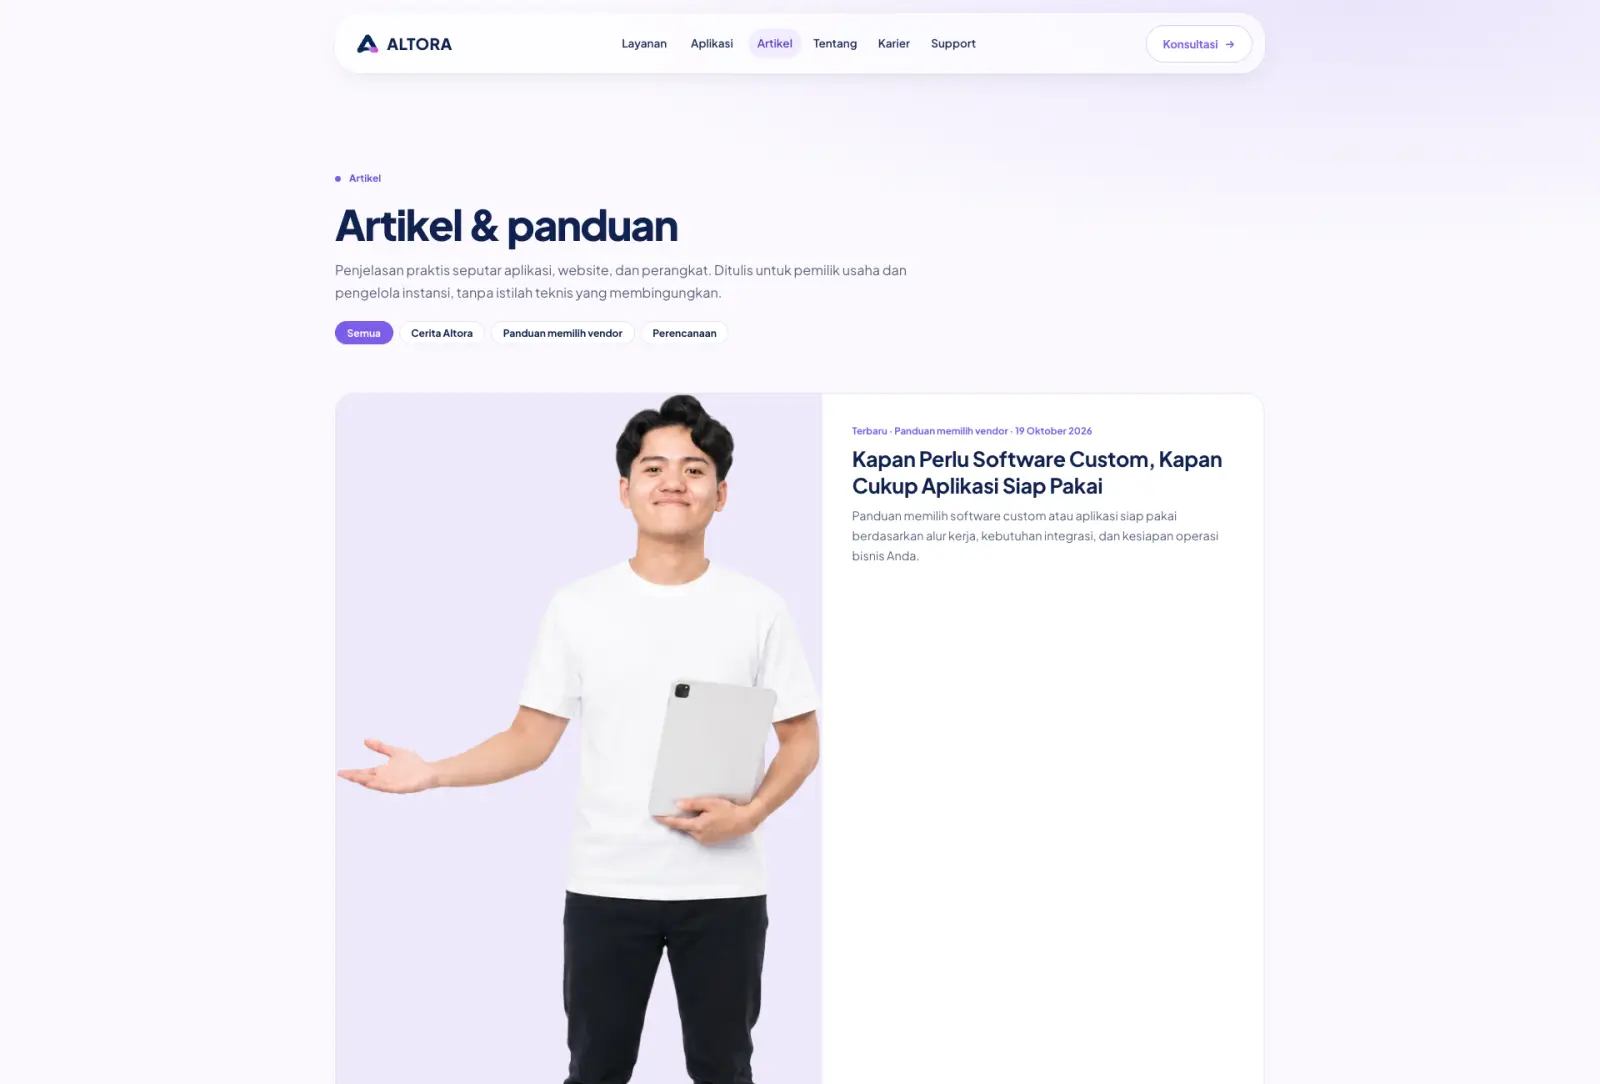 ALTORA
Layanan
Aplikasi
Artikel
Tentang
Karier
Support
Konsultasi
Artikel
Artikel & panduan
Penjelasan praktis seputar aplikasi, website, dan perangkat. Ditulis untuk pemilik usaha dan
pengelola instansi, tanpa istilah teknis yang membingungkan.
Semua
Cerita Altora
Panduan memilih vendor
Perencanaan
Terbaru · Panduan memilih vendor · 19 Oktober 2026
Kapan Perlu Software Custom, Kapan
Cukup Aplikasi Siap Pakai
Panduan memilih software custom atau aplikasi siap pakai
berdasarkan alur kerja, kebutuhan integrasi, dan kesiapan operasi
bisnis Anda.